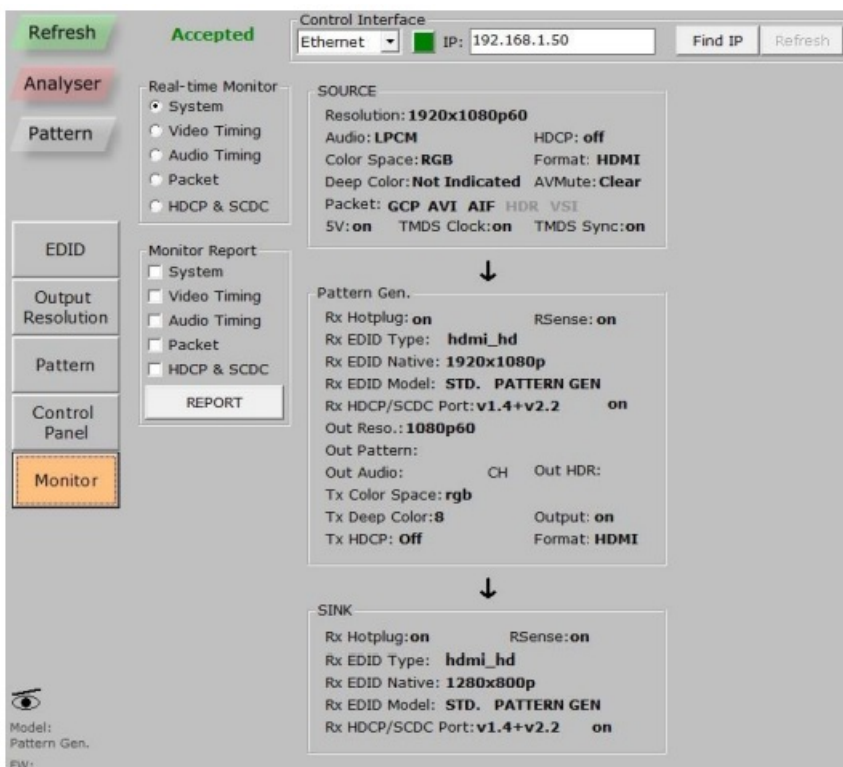 Refresh
Accepted
Control Interface
Ethernet IP: 192.168.1.50 Find IP Refresh
Analyser
Pattern
Real-time Monitor
System
Video Timing
Audio Timing
Packet
HDCP & SCDC
SOURCE
Resolution: 1920x1080p60
Audio: LPCM HDCP: off
Color Space: RGB Format: HDMI
Deep Color: Not Indicated AVMute: Clear
Packet: GCP AVI AIF HDR VSI
5V: on TMDS Clock: on TMDS Sync: on
EDID
Output
Resolution
Pattern
Control
Panel
Monitor
Monitor Report
System
Video Timing
Audio Timing
Packet
HDCP & SCDC
REPORT
Pattern Gen.
Rx Hotplug: on RSense: on
Rx EDID Type: hdmi_hd
Rx EDID Native: 1920x1080p
Rx EDID Model: STD. PATTERN GEN
Rx HDCP/SCDC Port: v1.4+v2.2 on
Out Reso.: 1080p60
Out Pattern:
Out Audio: CH Out HDR:
Tx Color Space: rgb
Tx Deep Color: 8 Output: on
Tx HDCP: Off Format: HDMI
SINK
Rx Hotplug: on RSense: on
Rx EDID Type: hdmi_hd
Rx EDID Native: 1280x800p
Rx EDID Model: STD. PATTERN GEN
Rx HDCP/SCDC Port: v1.4+v2.2 on
Model:
Pattern Gen.
FW: